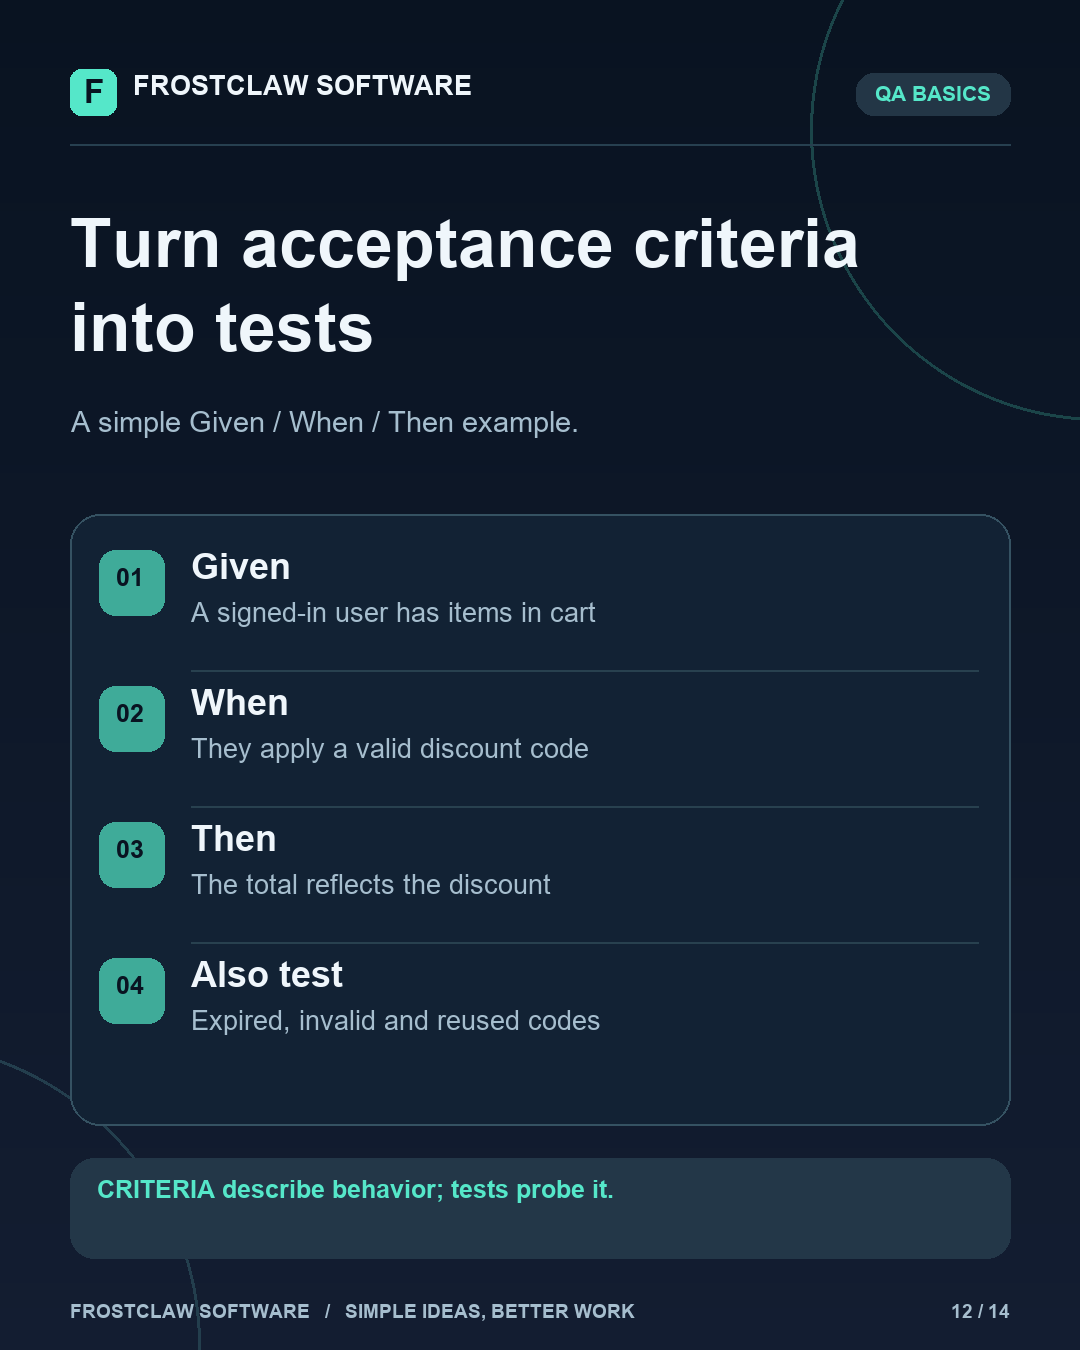 F FROSTCLAW SOFTWARE
QA BASICS
Turn acceptance criteria
into tests
A simple Given / When / Then example.
01 Given
A signed-in user has items in cart
02 When
They apply a valid discount code
03 Then
The total reflects the discount
04 Also test
Expired, invalid and reused codes
CRITERIA describe behavior; tests probe it.
FROSTCLAW SOFTWARE / SIMPLE IDEAS, BETTER WORK
12 / 14